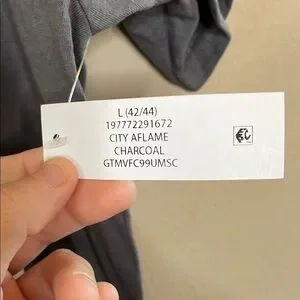 L (42/44)
197772291672
CITY AFLAME
CHARCOAL
GTMVFC99UMSC